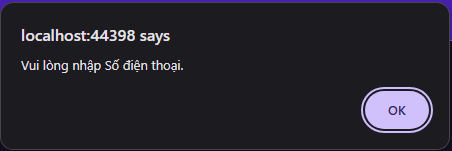 localhost:44398 says
Vui lòng nhập Số điện thoại.
OK